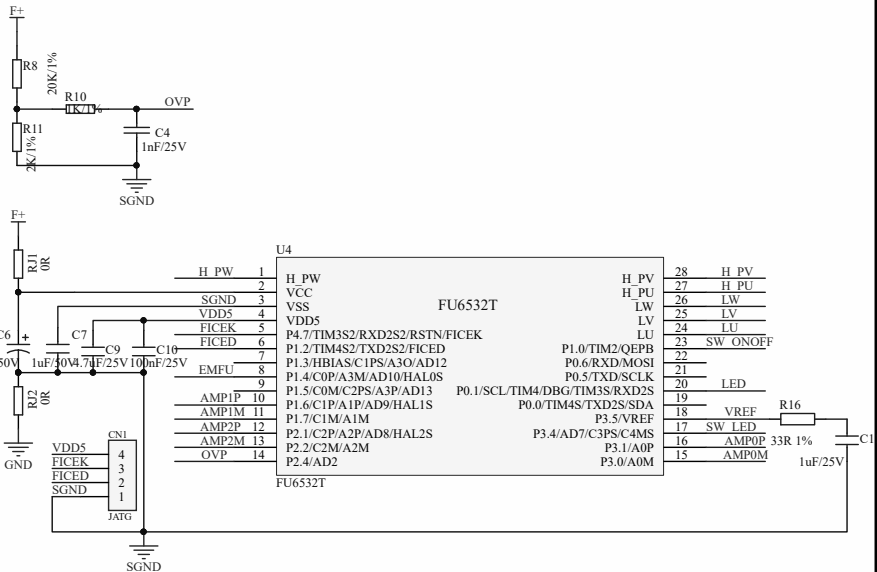 F+
R8
20K/1%
R10
1K/1%
OVP
R11
2K/1%
C4
1nF/25V
SGND
F+
RJ1
0R
U4
H_PW 1 H_PW
2 VCC
SGND 3 VSS
VDD5 4 VDD5
FICEK 5 P4.7/TIM3S2/RXD2S2/RSTN/FICEK
FICED 6 P1.2/TIM4S2/TXD2S2/FICED
7 P1.3/HBIAS/C1PS/A3O/AD12
EMFU 8 P1.4/C0P/A3M/AD10/HAL0S
9 P1.5/C0M/C2PS/A3P/AD13
AMP1P 10 P1.6/C1P/A1P/AD9/HAL1S
AMP1M 11 P1.7/C1M/A1M
AMP2P 12 P2.1/C2P/A2P/AD8/HAL2S
AMP2M 13 P2.2/C2M/A2M
OVP 14 P2.4/AD2
FU6532T
H_PV 28 H_PV
H_PU 27 H_PU
LW 26 LW
LV 25 LV
LU 24 LU
P1.0/TIM2/QEPB 23 SW_ONOFF
P0.6/RXD/MOSI 22
P0.5/TXD/SCLK 21
P0.1/SCL/TIM4/DBG/TIM3S/RXD2S 20 LED
P0.0/TIM4S/TXD2S/SDA 19
P3.5/VREF 18 VREF
P3.4/AD7/C3PS/C4MS 17 SW_LED
P3.1/A0P 16 AMP0P
P3.0/A0M 15 AMP0M
FU6532T
R16
33R 1%
C1
1uF/25V
C6
50V
+
C7
1uF/50V
C9
4.7uF/25V
C10
100nF/25V
RJ2
0R
GND
CN1
VDD5 4
FICEK 3
FICED 2
SGND 1
JATG
SGND